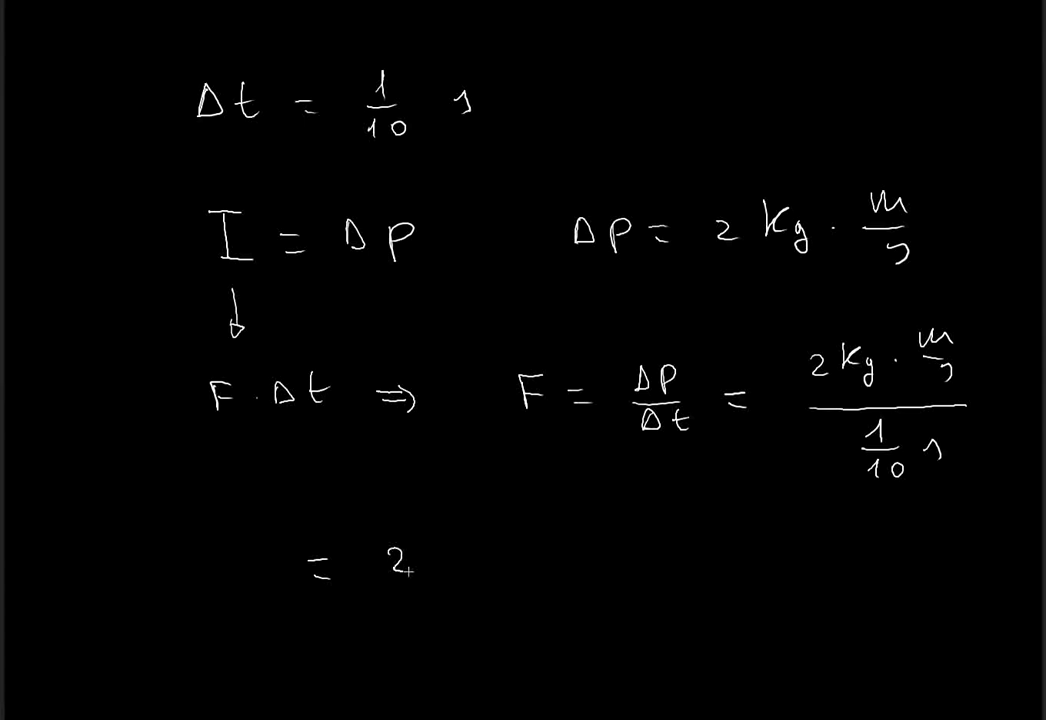 Δt = 1/10 s
I = Δp Δp = 2 Kg · m/s
↓
F · Δt ⇒ F = Δp/Δt = (2 Kg · m/s)/(1/10 s)
= 2